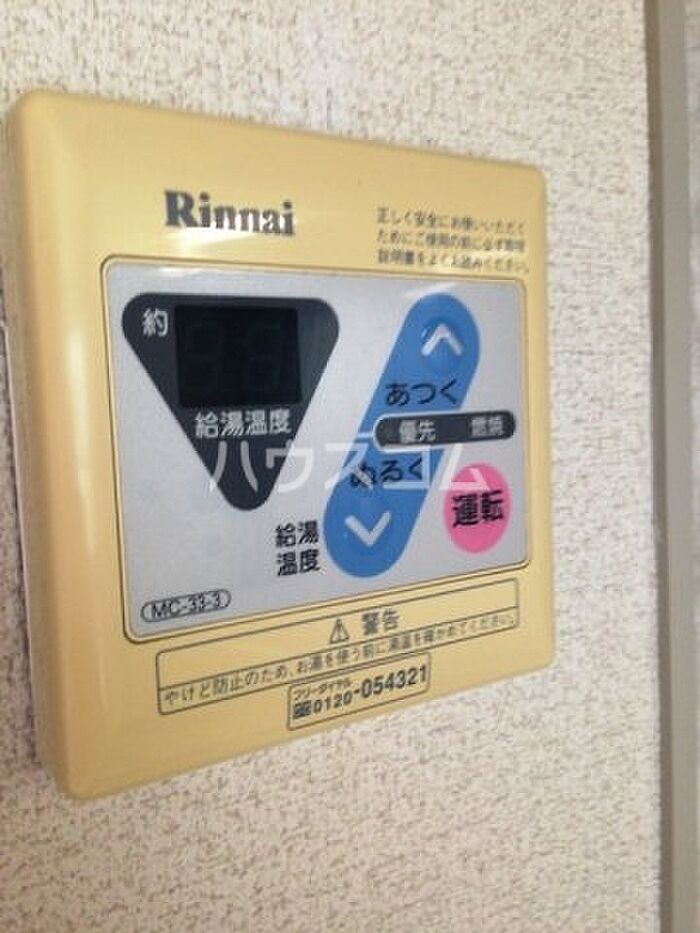 Rinnai
正しく安全にお使いいただく
ためにご使用の前に必ず取扱
説明書をよくお読みください。
約
給湯温度
あつく
優先 燃焼
ぬるく
運転
給湯
温度
ハウスコム
MC-33-3
⚠ 警告
やけど防止のため、お湯を使う前に湯温を確かめてください。
フリーダイヤル
0120-054321